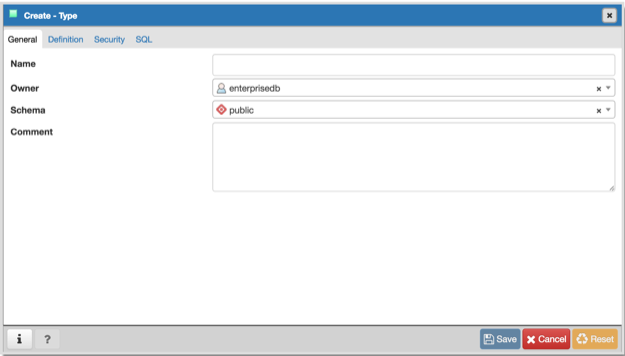 Create - Type
General Definition Security SQL
Name
Owner enterprisedb
Schema public
Comment
i ? Save Cancel Reset